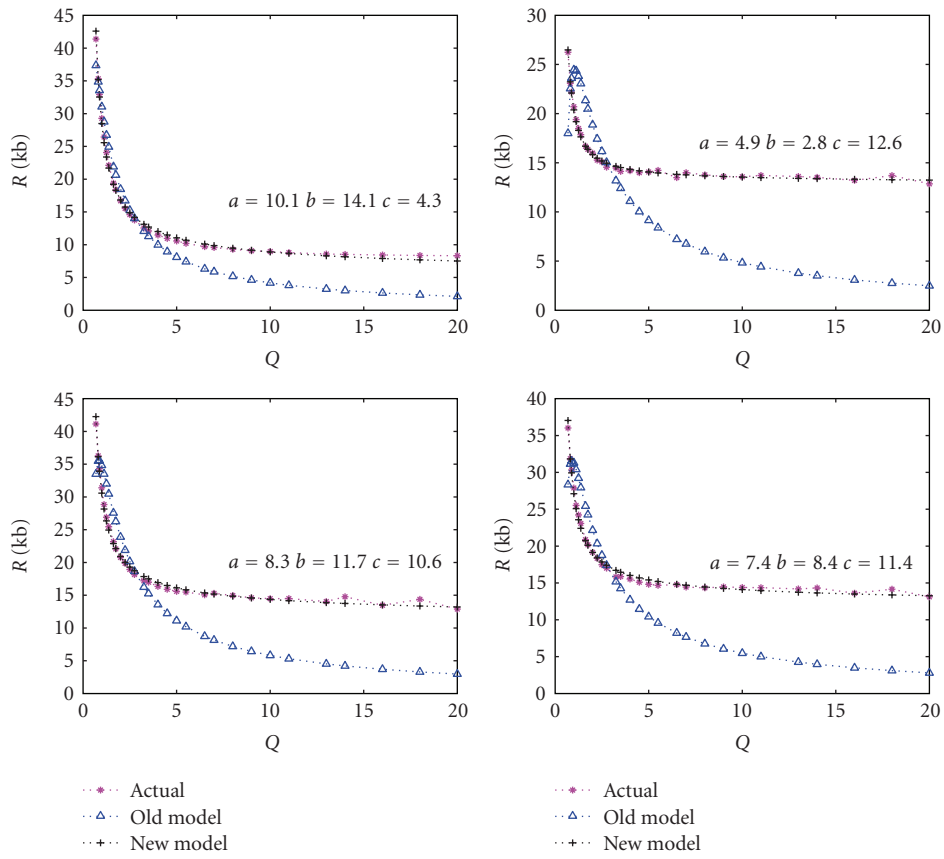 45
40
35
30
25
20
15
10
5
0
R (kb)
a = 10.1 b = 14.1 c = 4.3
0 5 10 15 20
Q
30
25
20
15
10
5
0
R (kb)
a = 4.9 b = 2.8 c = 12.6
0 5 10 15 20
Q
45
40
35
30
25
20
15
10
5
0
R (kb)
a = 8.3 b = 11.7 c = 10.6
0 5 10 15 20
Q
40
35
30
25
20
15
10
5
0
R (kb)
a = 7.4 b = 8.4 c = 11.4
0 5 10 15 20
Q
Actual
Old model
New model
Actual
Old model
New model